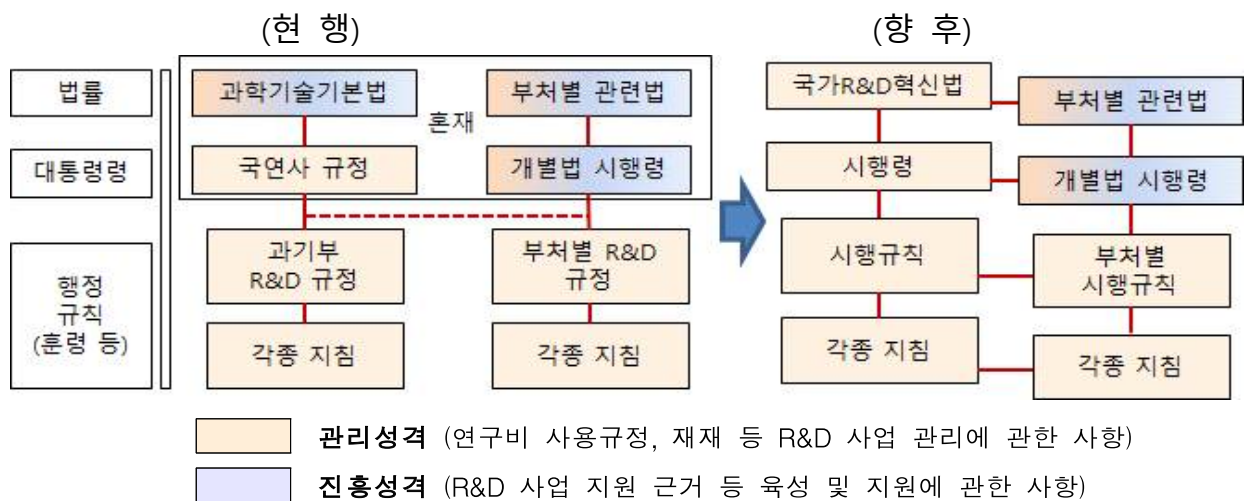 (현 행)
(향 후)
법률
과학기술기본법
부처별 관련법
혼재
대통령령
국연사 규정
개별법 시행령
행정
규칙
(훈령 등)
과기부
R&D 규정
부처별 R&D
규정
각종 지침
각종 지침
국가R&D혁신법
부처별 관련법
시행령
개별법 시행령
시행규칙
부처별
시행규칙
각종 지침
각종 지침
관리성격 (연구비 사용규정, 재재 등 R&D 사업 관리에 관한 사항)
진흥성격 (R&D 사업 지원 근거 등 육성 및 지원에 관한 사항)